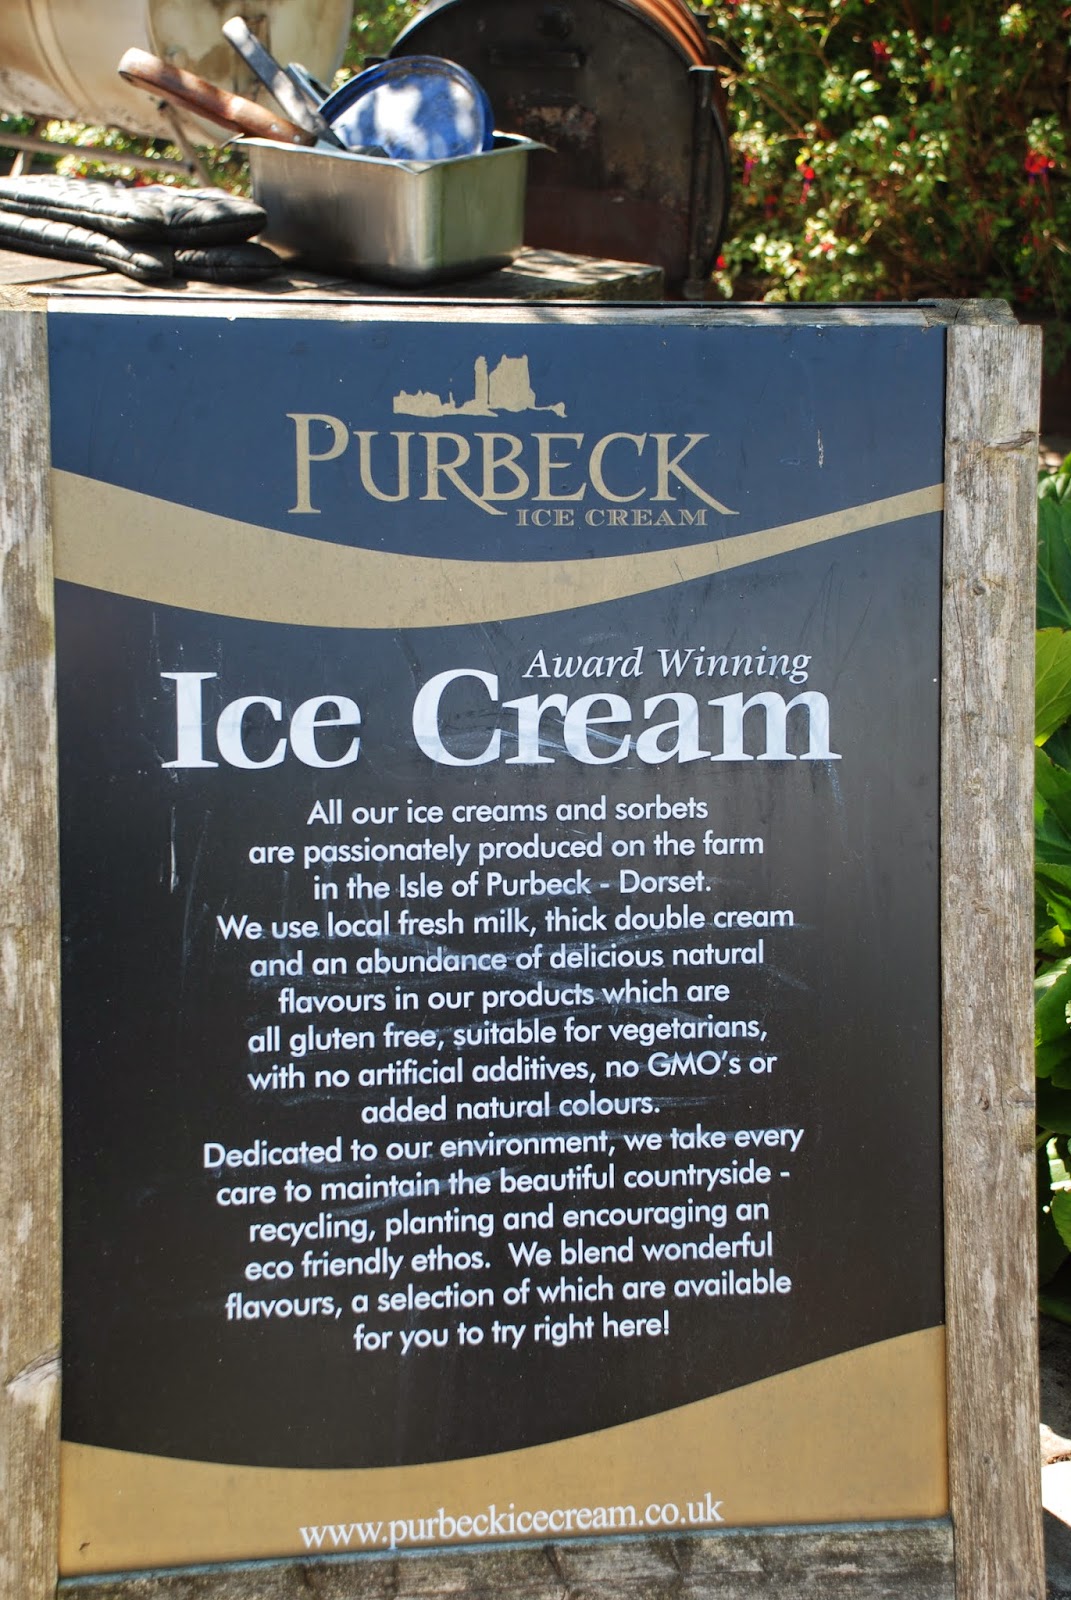 PURBECK
ICE CREAM
Award Winning
Ice Cream
All our ice creams and sorbets
are passionately produced on the farm
in the Isle of Purbeck - Dorset.
We use local fresh milk, thick double cream
and an abundance of delicious natural
flavours in our products which are
all gluten free, suitable for vegetarians,
with no artificial additives, no GMO's or
added natural colours.
Dedicated to our environment, we take every
care to maintain the beautiful countryside -
recycling, planting and encouraging an
eco friendly ethos. We blend wonderful
flavours, a selection of which are available
for you to try right here!
www.purbeckicecream.co.uk